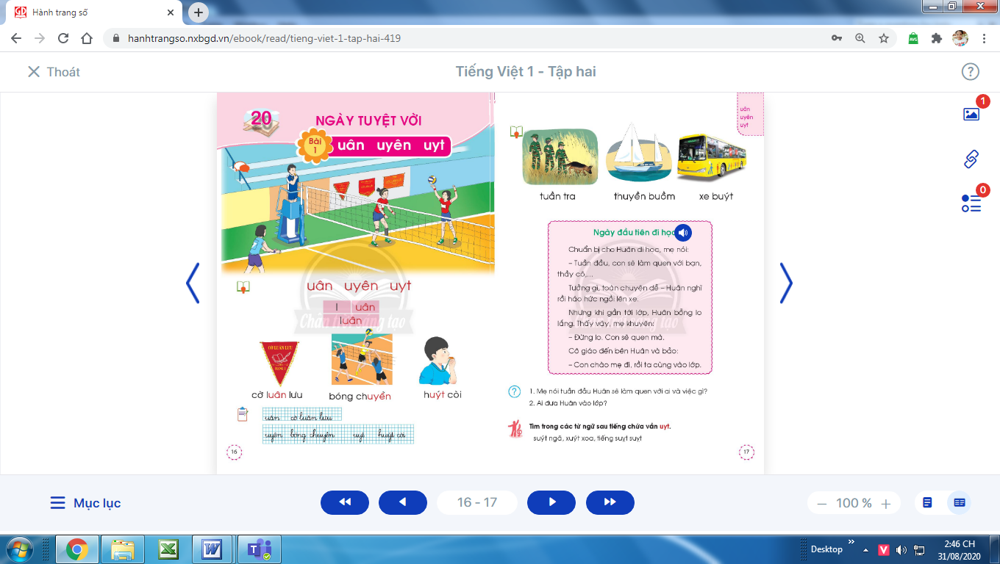 Hành trang số
hanhtrangso.nxbgd.vn/ebook/read/tieng-viet-1-tap-hai-419
Thoát
Tiếng Việt 1 - Tập hai
20
NGÀY TUYỆT VỜI
Bài 1
uân uyên uyt
uân uyên uyt
l uân
luân
Chân trời sáng tạo
CỜ LUÂN LƯU
cờ luân lưu
bóng chuyển
huýt còi
uân cờ luân lưu
uyên bóng chuyền uyt huýt còi
16
uân
uyên
uyt
tuần tra
thuyền buồm
xe buýt
Ngày đầu tiên đi học
Chuẩn bị cho Huân đi học, mẹ nói:
– Tuần đầu, con sẽ làm quen với bạn,
thầy cô,...
Tưởng gì, toàn chuyện dễ – Huân nghĩ
rồi háo hức ngồi lên xe.
Nhưng khi gần tới lớp, Huân bỗng lo
lắng. Thấy vậy, mẹ khuyên:
– Đừng lo. Con sẽ quen mà.
Cô giáo đến bên Huân và bảo:
– Con chào mẹ đi, rồi ta cùng vào lớp.
1. Mẹ nói tuần đầu Huân sẽ làm quen với ai và việc gì?
2. Ai đưa Huân vào lớp?
Tìm trong các từ ngữ sau tiếng chứa vần uyt.
suýt ngã, xuýt xoa, tiếng suỵt suỵt
17
1
0
Mục lục
16 - 17
100 %
Desktop
2:46 CH
31/08/2020